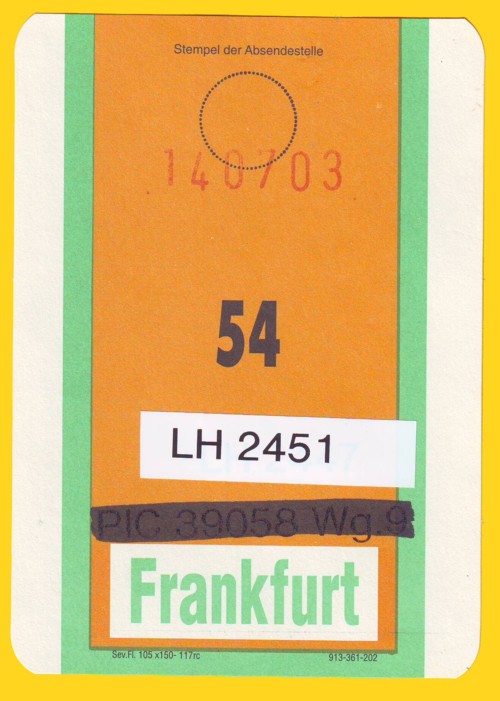 Stempel der Absendestelle
140703
54
LH 2451
PIC 39058 Wg.9
Frankfurt
Sev.Fl. 105 x150- 117rc 913-361-202